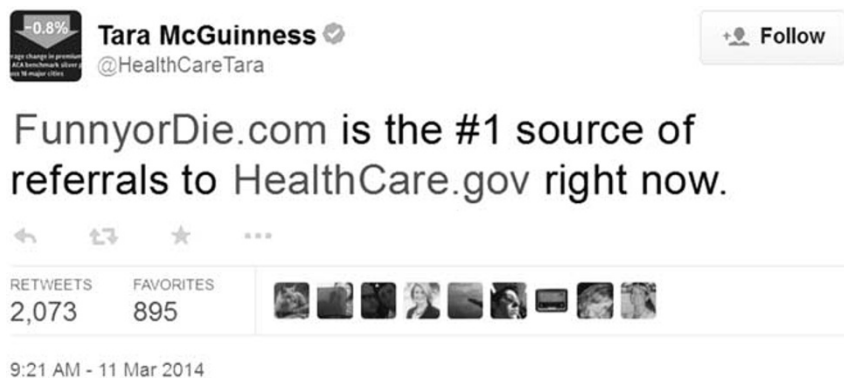 -0.8%
Tara McGuinness
@HealthCareTara
Follow
FunnyorDie.com is the #1 source of
referrals to HealthCare.gov right now.
RETWEETS FAVORITES
2,073 895
9:21 AM - 11 Mar 2014